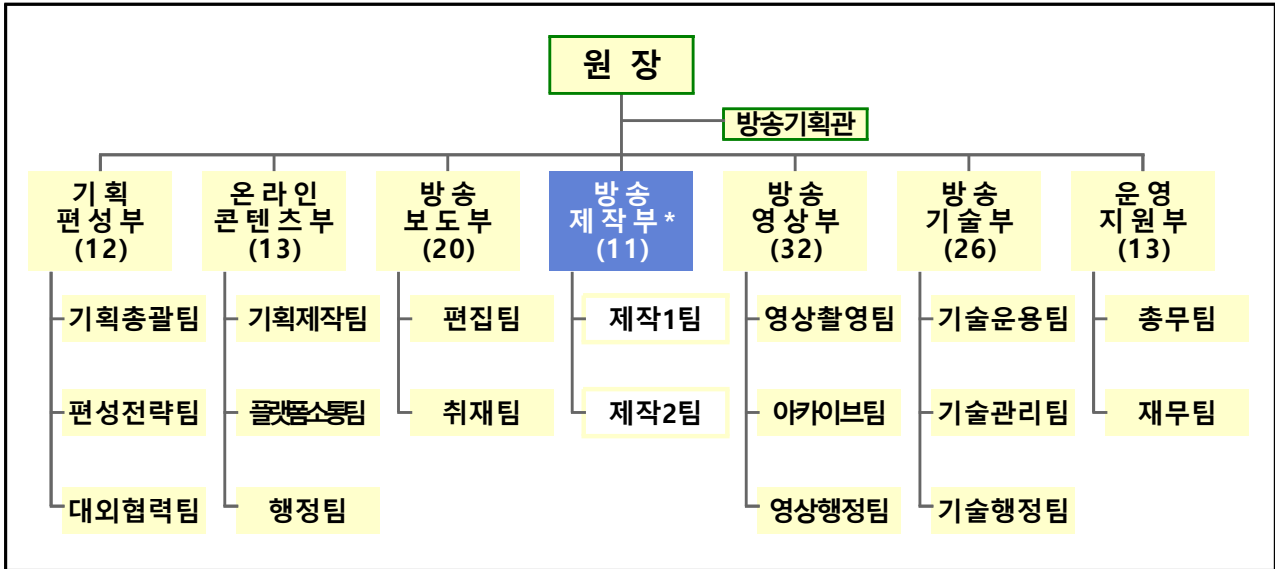 원 장
방송기획관
기 획
편 성 부
(12)
온 라 인
콘 텐 츠 부
(13)
방 송
보 도 부
(20)
방 송
제 작 부 *
(11)
방 송
영 상 부
(32)
방 송
기 술 부
(26)
운 영
지 원 부
(13)
기획총괄팀
기획제작팀
편집팀
제작1팀
영상촬영팀
기술운용팀
총무팀
편성전략팀
플랫폼소통팀
취재팀
제작2팀
아카이브팀
기술관리팀
재무팀
대외협력팀
행정팀
영상행정팀
기술행정팀